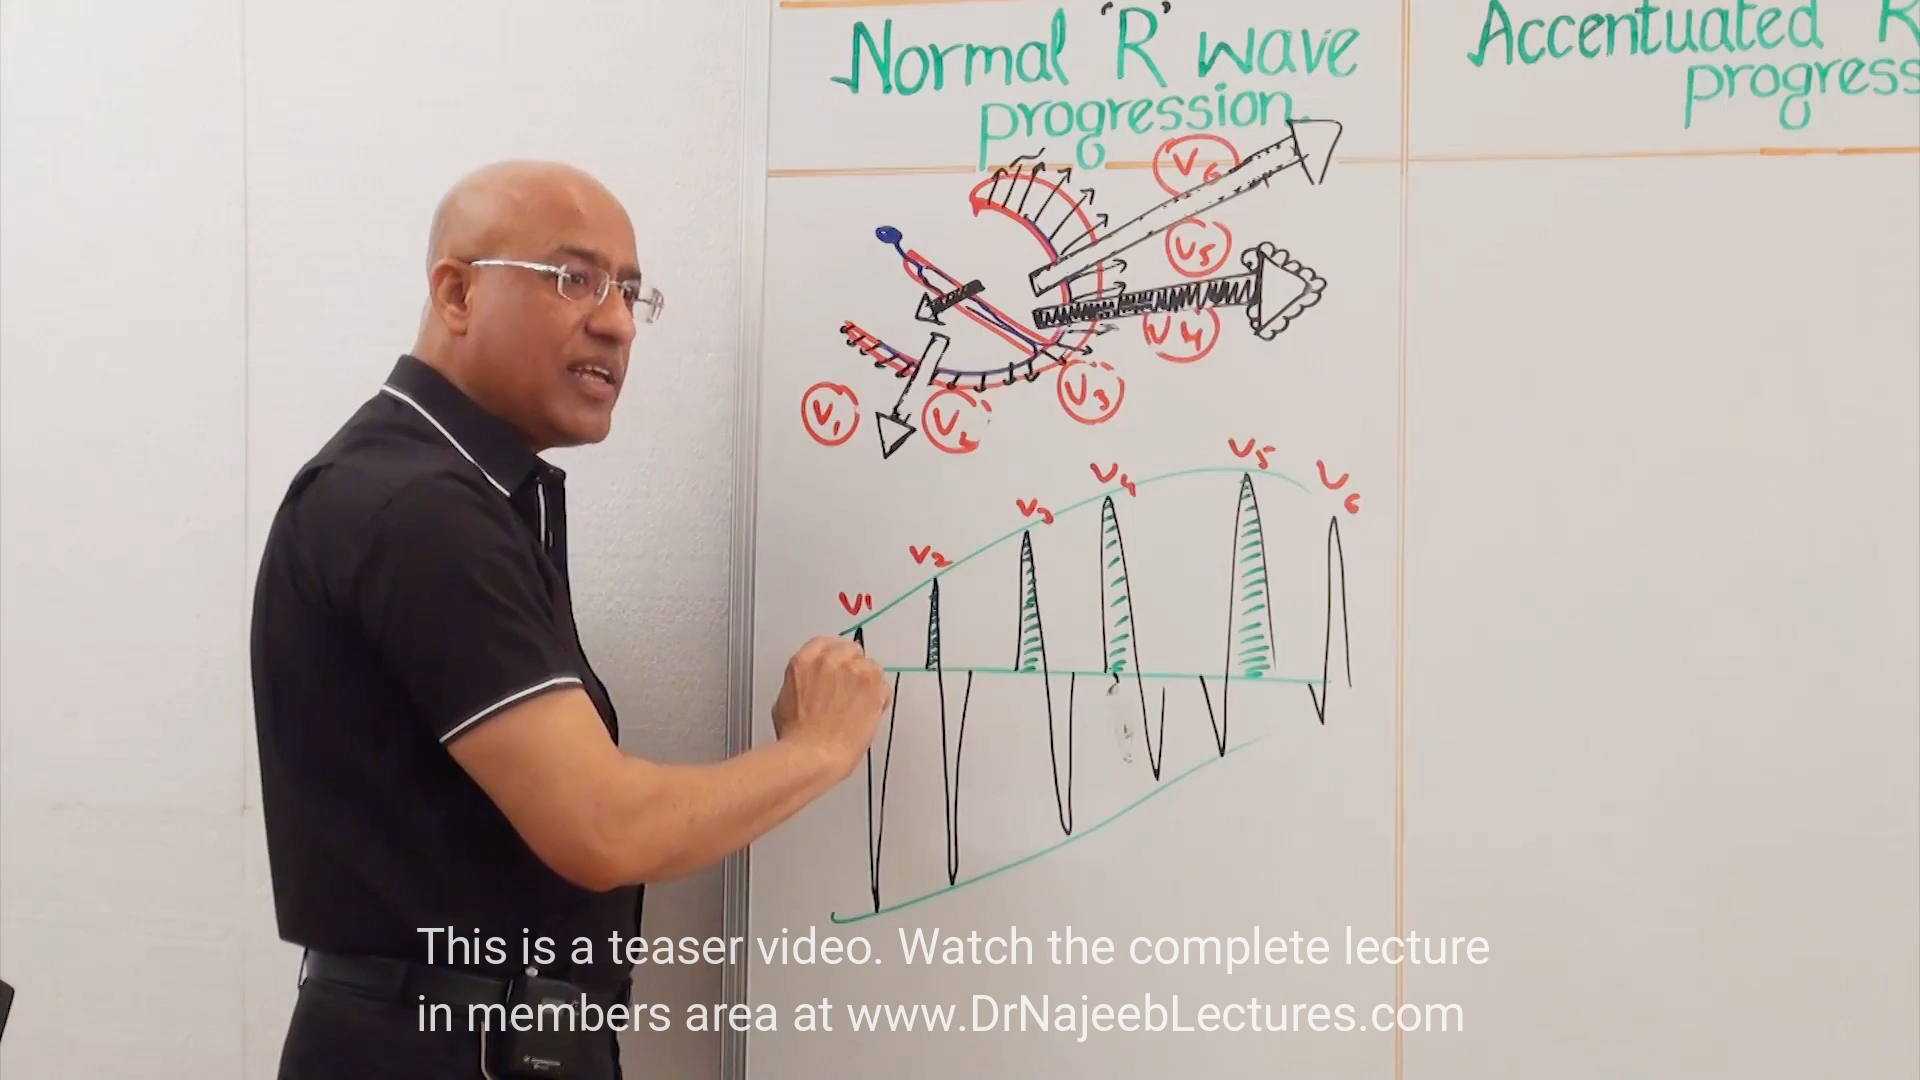 Normal 'R' wave
progression
Accentuated 'R
progress
V6
V5
V4
V3
V1
V2
V5
V4
V6
V3
V2
V1
This is a teaser video. Watch the complete lecture
in members area at www.DrNajeebLectures.com